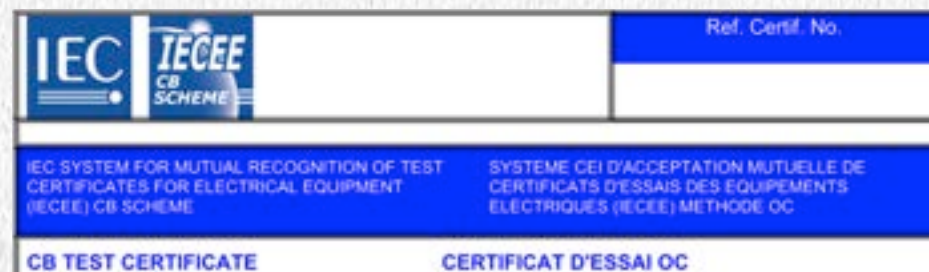 IEC
IECEE
CB
SCHEME
Ref. Certif. No.
IEC SYSTEM FOR MUTUAL RECOGNITION OF TEST
CERTIFICATES FOR ELECTRICAL EQUIPMENT
(IECEE) CB SCHEME
SYSTEME CEI D'ACCEPTATION MUTUELLE DE
CERTIFICATS D'ESSAIS DES EQUIPEMENTS
ELECTRIQUES (IECEE) METHODE OC
CB TEST CERTIFICATE
CERTIFICAT D'ESSAI OC